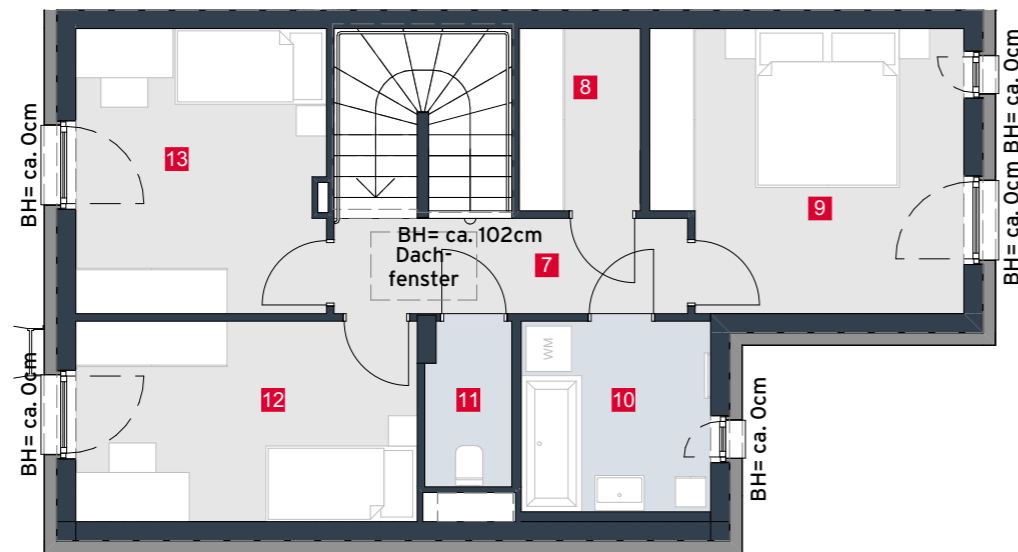 8
13
9
BH= ca. 0cm
BH= ca. 0cm
BH= ca. 0cm
BH= ca. 102cm
Dach-
fenster
7
WM
12
11
10
BH= ca. 0cm
BH= ca. 0cm